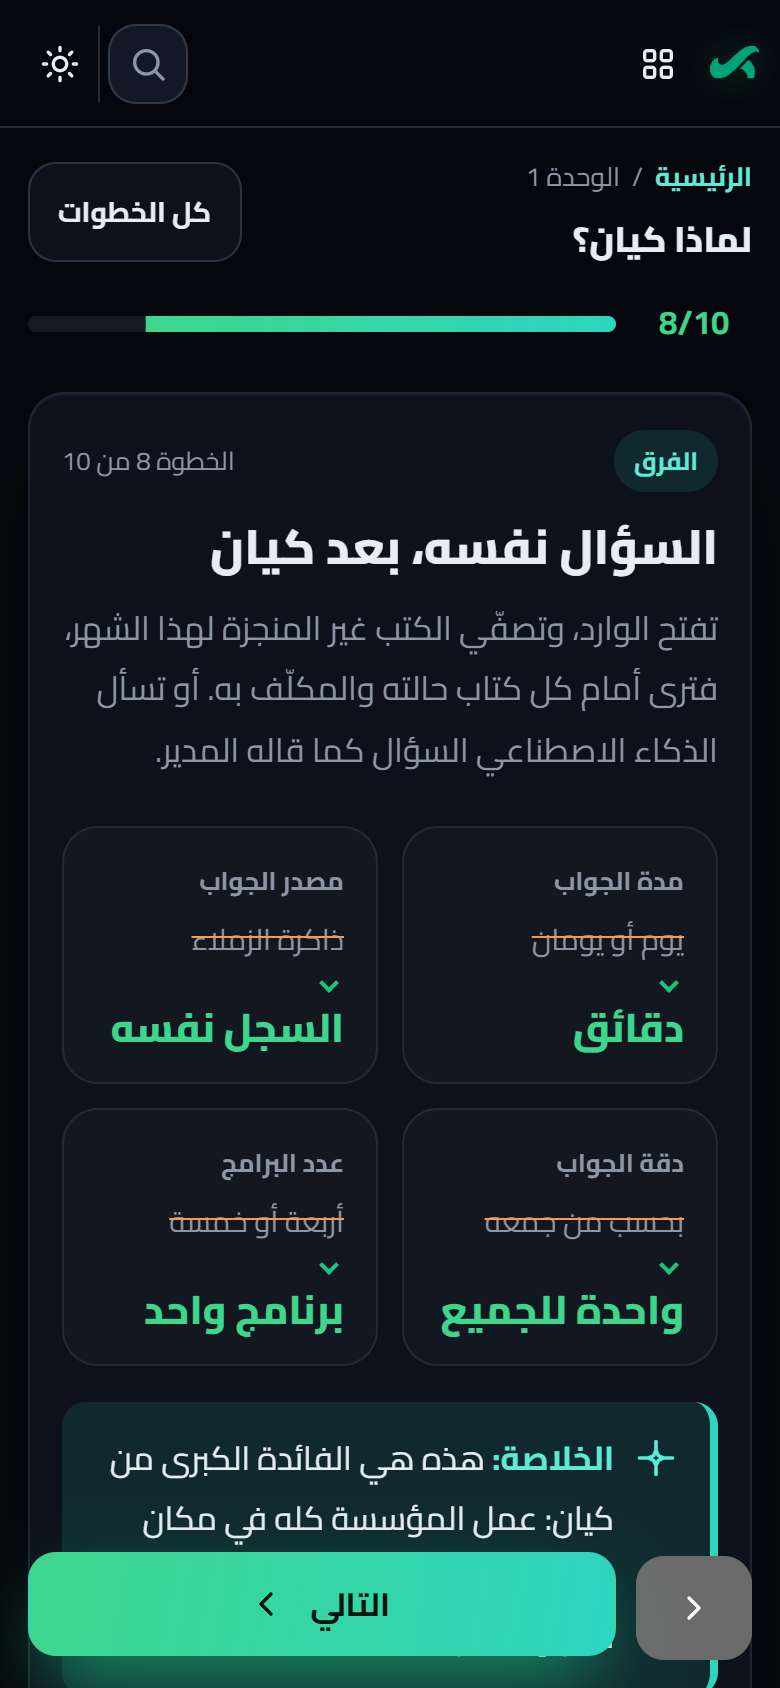 الرئيسية / الوحدة 1
لماذا كيان؟
كل الخطوات
8/10
الفرق
الخطوة 8 من 10
السؤال نفسه، بعد كيان
تفتح الوارد، وتصفّي الكتب غير المنجزة لهذا الشهر،
فترى أمام كل كتاب حالته والمكلّف به. أو تسأل
الذكاء الاصطناعي السؤال كما قاله المدير.
مدة الجواب
يوم أو يومان
دقائق
مصدر الجواب
ذاكرة الزملاء
السجل نفسه
دقة الجواب
بحسب من جمعه
واحدة للجميع
عدد البرامج
أربعة أو خمسة
برنامج واحد
الخلاصة: هذه هي الفائدة الكبرى من
كيان: عمل المؤسسة كله في مكان
التالي